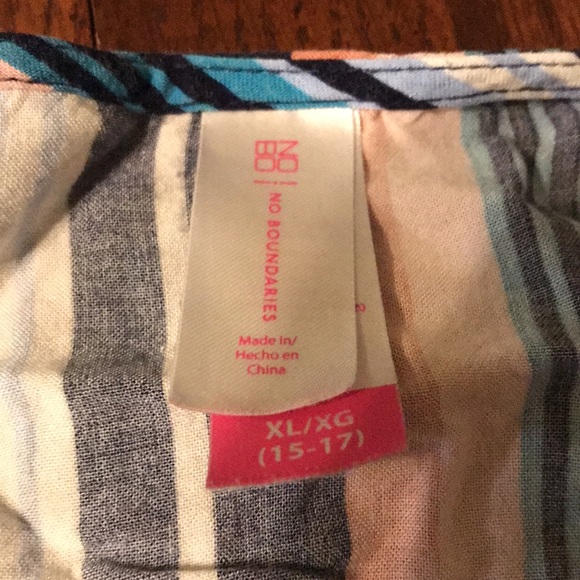 NO
BO
NO BOUNDARIES
Made in/
Hecho en
China
XL/XG
(15-17)